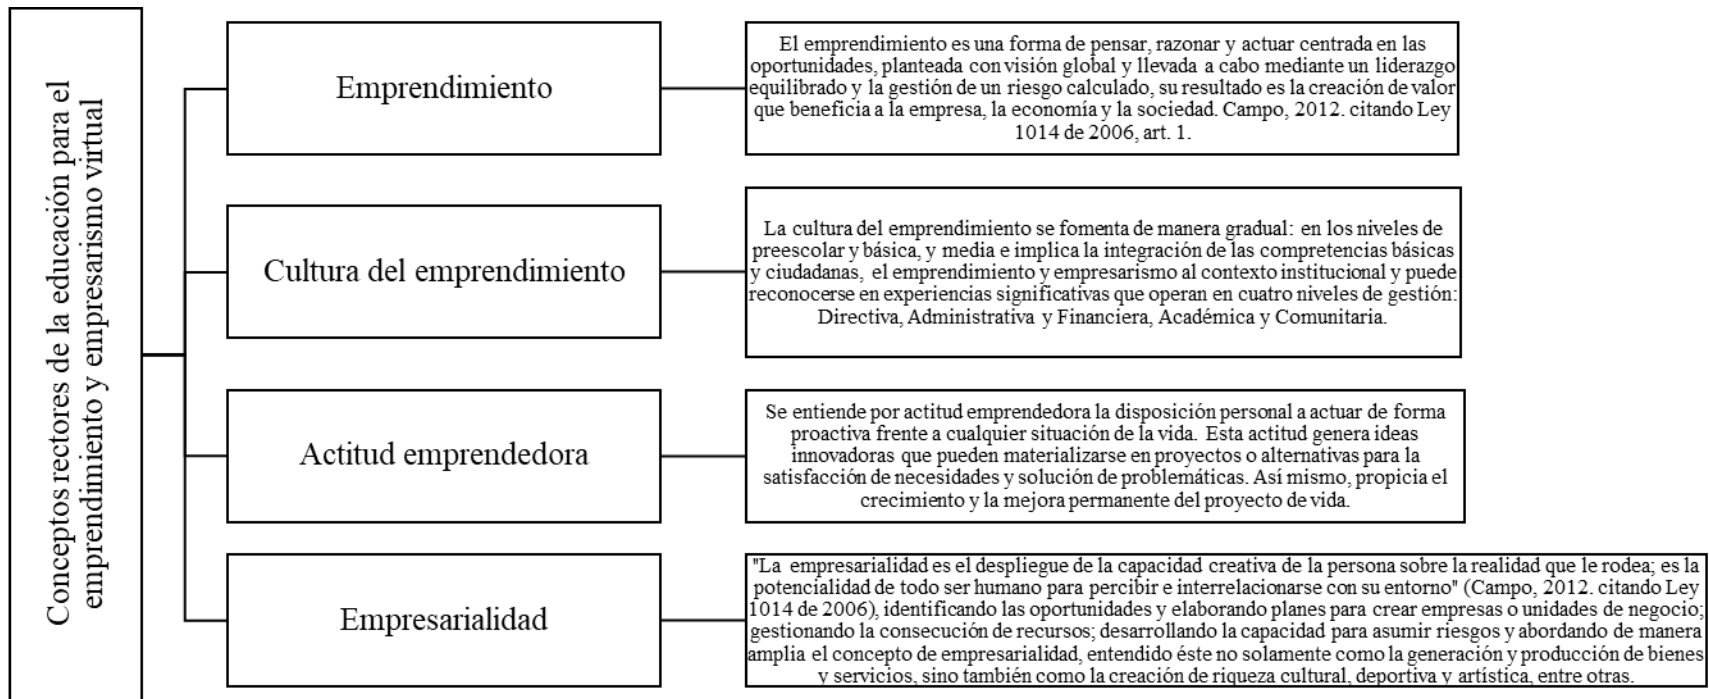 Conceptos rectores de la educación para el
emprendimiento y empresarismo virtual
Emprendimiento
El emprendimiento es una forma de pensar, razonar y actuar centrada en las
oportunidades, planteada con visión global y llevada a cabo mediante un liderazgo
equilibrado y la gestión de un riesgo calculado, su resultado es la creación de valor
que beneficia a la empresa, la economía y la sociedad. Campo, 2012. citando Ley
1014 de 2006, art. 1.
Cultura del emprendimiento
La cultura del emprendimiento se fomenta de manera gradual: en los niveles de
preescolar y básica, y media e implica la integración de las competencias básicas
y ciudadanas, el emprendimiento y empresarismo al contexto institucional y puede
reconocerse en experiencias significativas que operan en cuatro niveles de gestión:
Directiva, Administrativa y Financiera, Académica y Comunitaria.
Actitud emprendedora
Se entiende por actitud emprendedora la disposición personal a actuar de forma
proactiva frente a cualquier situación de la vida. Esta actitud genera ideas
innovadoras que pueden materializarse en proyectos o alternativas para la
satisfacción de necesidades y solución de problemáticas. Así mismo, propicia el
crecimiento y la mejora permanente del proyecto de vida.
Empresarialidad
"La empresarialidad es el despliegue de la capacidad creativa de la persona sobre la realidad que le rodea; es la
potencialidad de todo ser humano para percibir e interrelacionarse con su entorno" (Campo, 2012. citando Ley
1014 de 2006), identificando las oportunidades y elaborando planes para crear empresas o unidades de negocio;
gestionando la consecución de recursos; desarrollando la capacidad para asumir riesgos y abordando de manera
amplia el concepto de empresarialidad, entendido éste no solamente como la generación y producción de bienes
y servicios, sino también como la creación de riqueza cultural, deportiva y artística, entre otras.